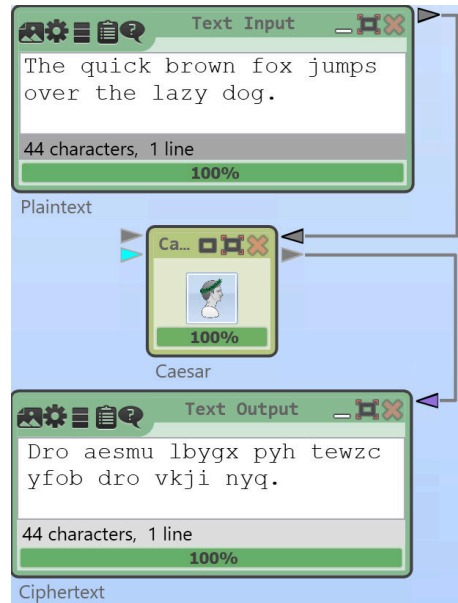 Text Input
The quick brown fox jumps
over the lazy dog.
44 characters, 1 line
100%
Plaintext
Ca...
100%
Caesar
Text Output
Dro aesmu lbygx pyh tewzc
yfob dro vkji nyq.
44 characters, 1 line
100%
Ciphertext